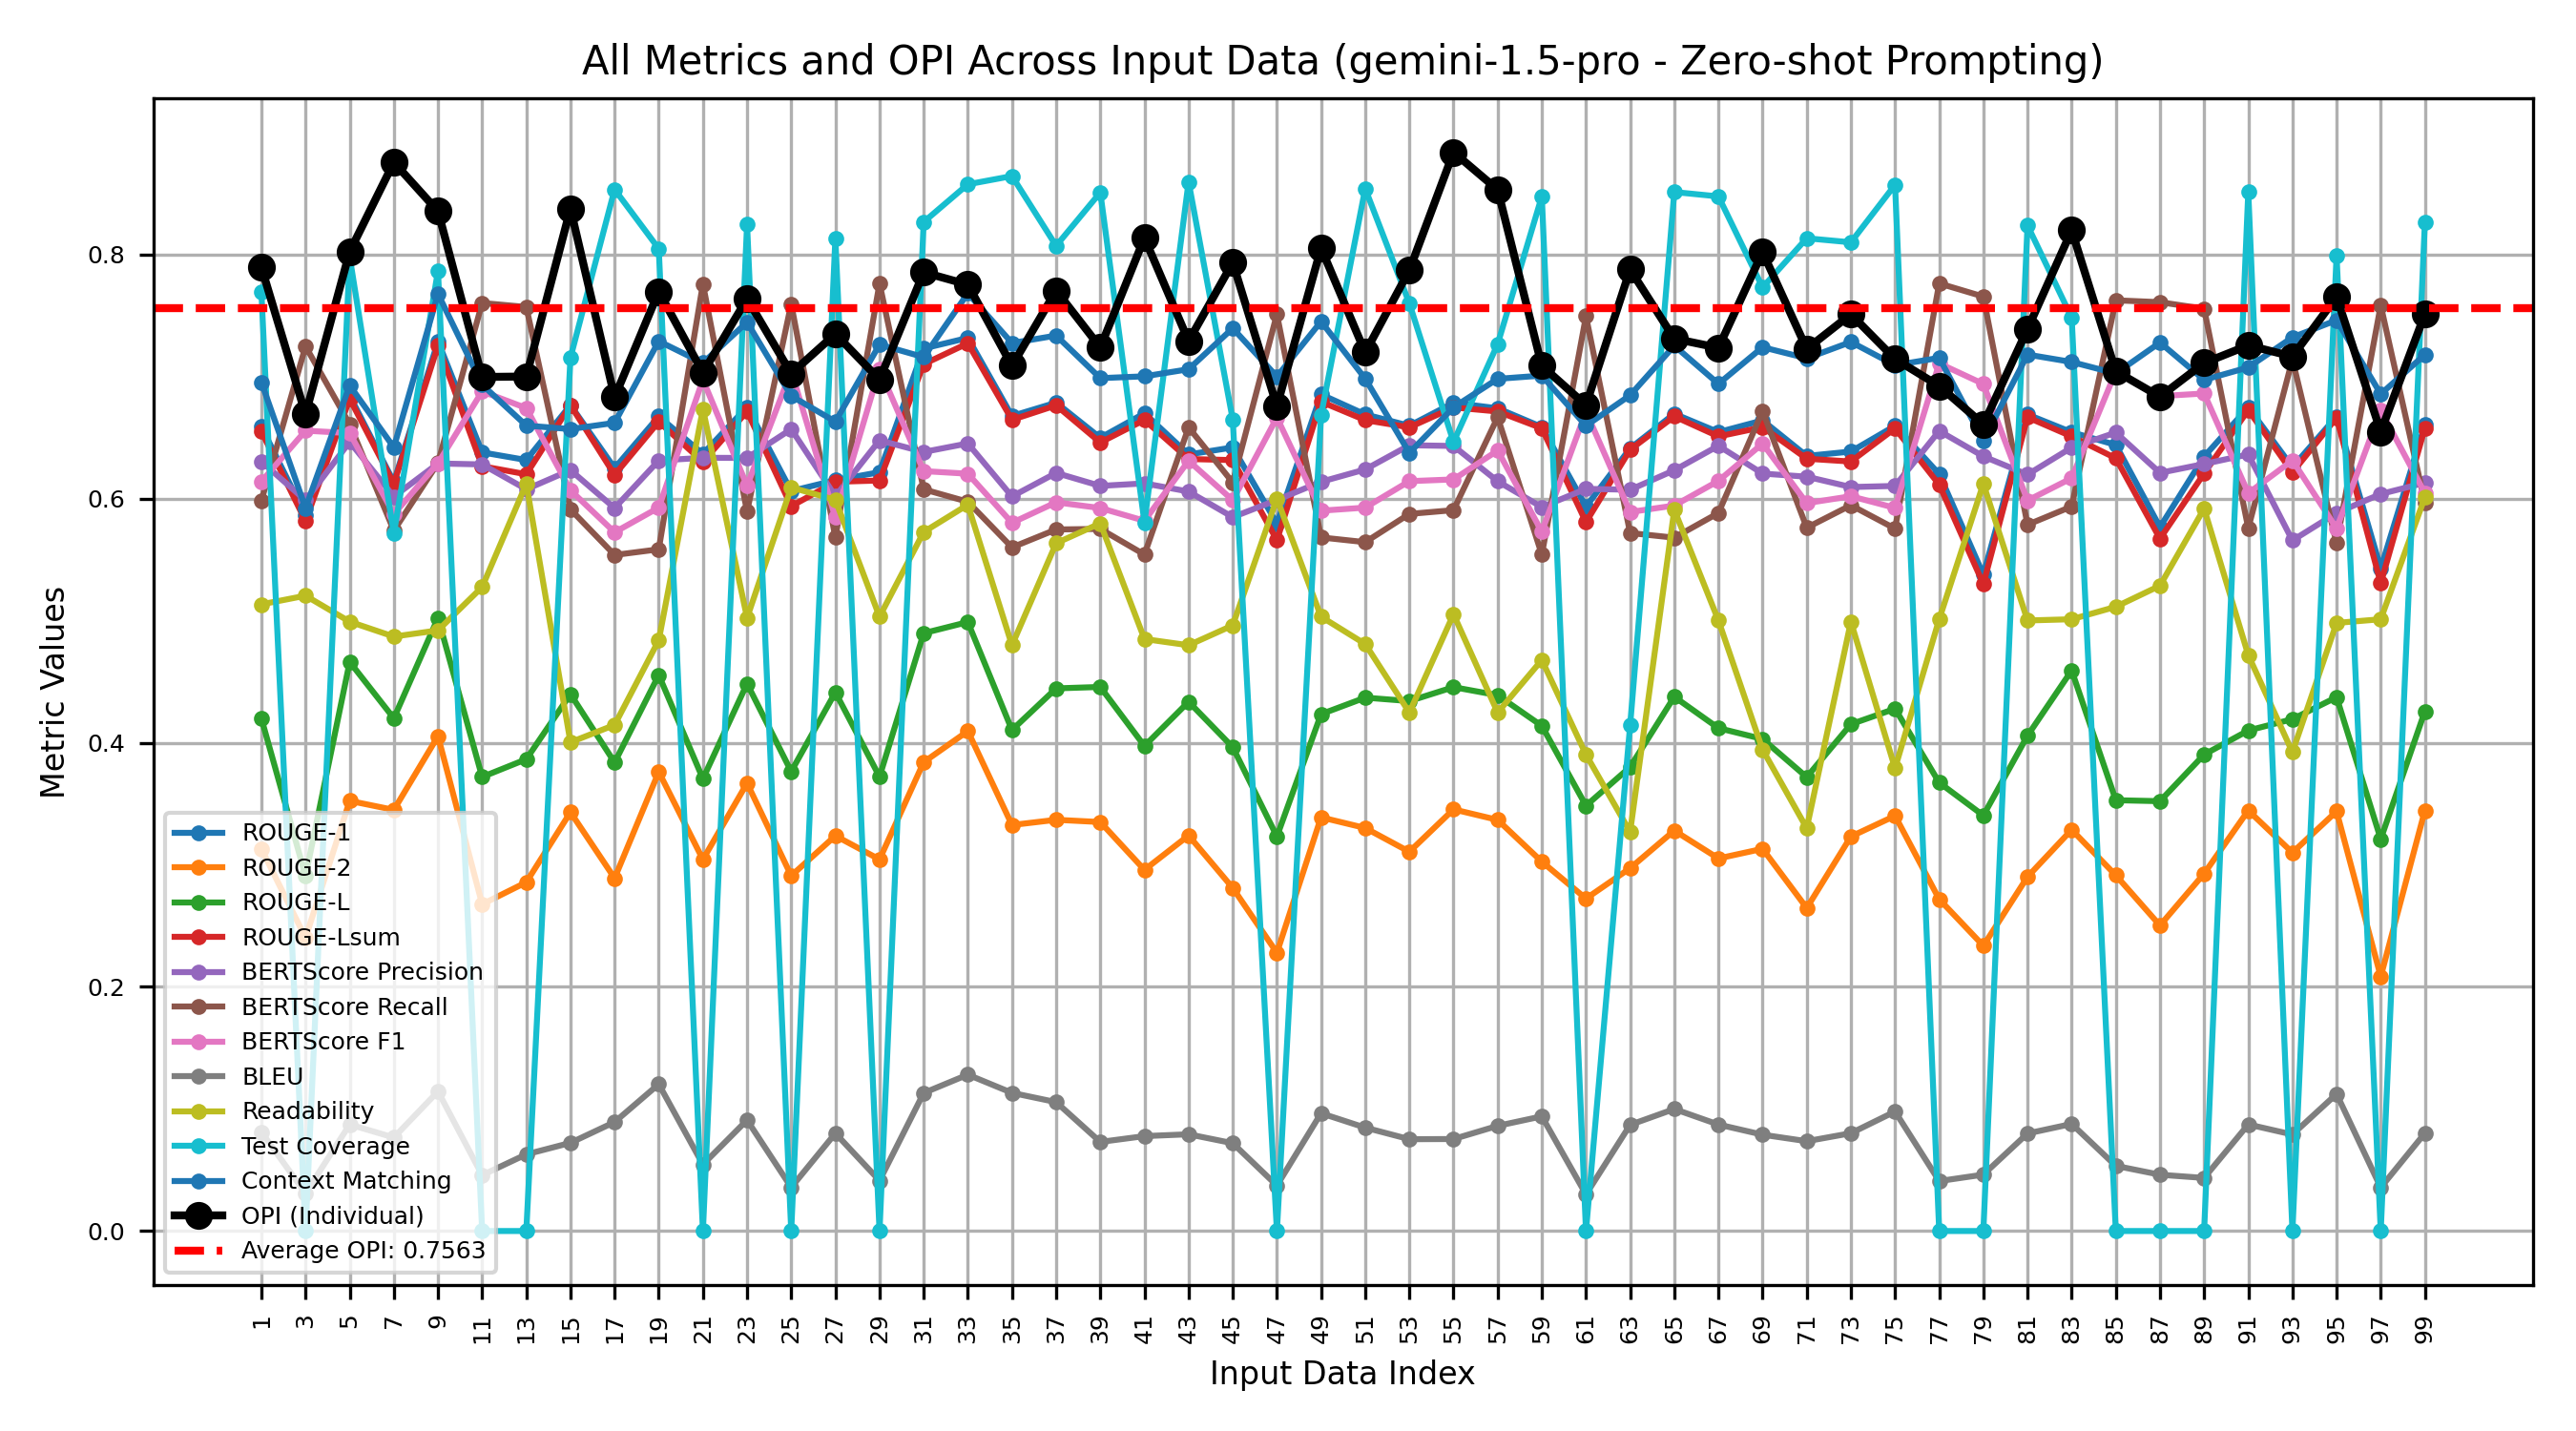 All Metrics and OPI Across Input Data (gemini-1.5-pro - Zero-shot Prompting)
Metric Values
0.8
0.6
0.4
0.2
0.0
ROUGE-1
ROUGE-2
ROUGE-L
ROUGE-Lsum
BERTScore Precision
BERTScore Recall
BERTScore F1
BLEU
Readability
Test Coverage
Context Matching
OPI (Individual)
Average OPI: 0.7563
1 3 5 7 9 11 13 15 17 19 21 23 25 27 29 31 33 35 37 39 41 43 45 47 49 51 53 55 57 59 61 63 65 67 69 71 73 75 77 79 81 83 85 87 89 91 93 95 97 99
Input Data Index